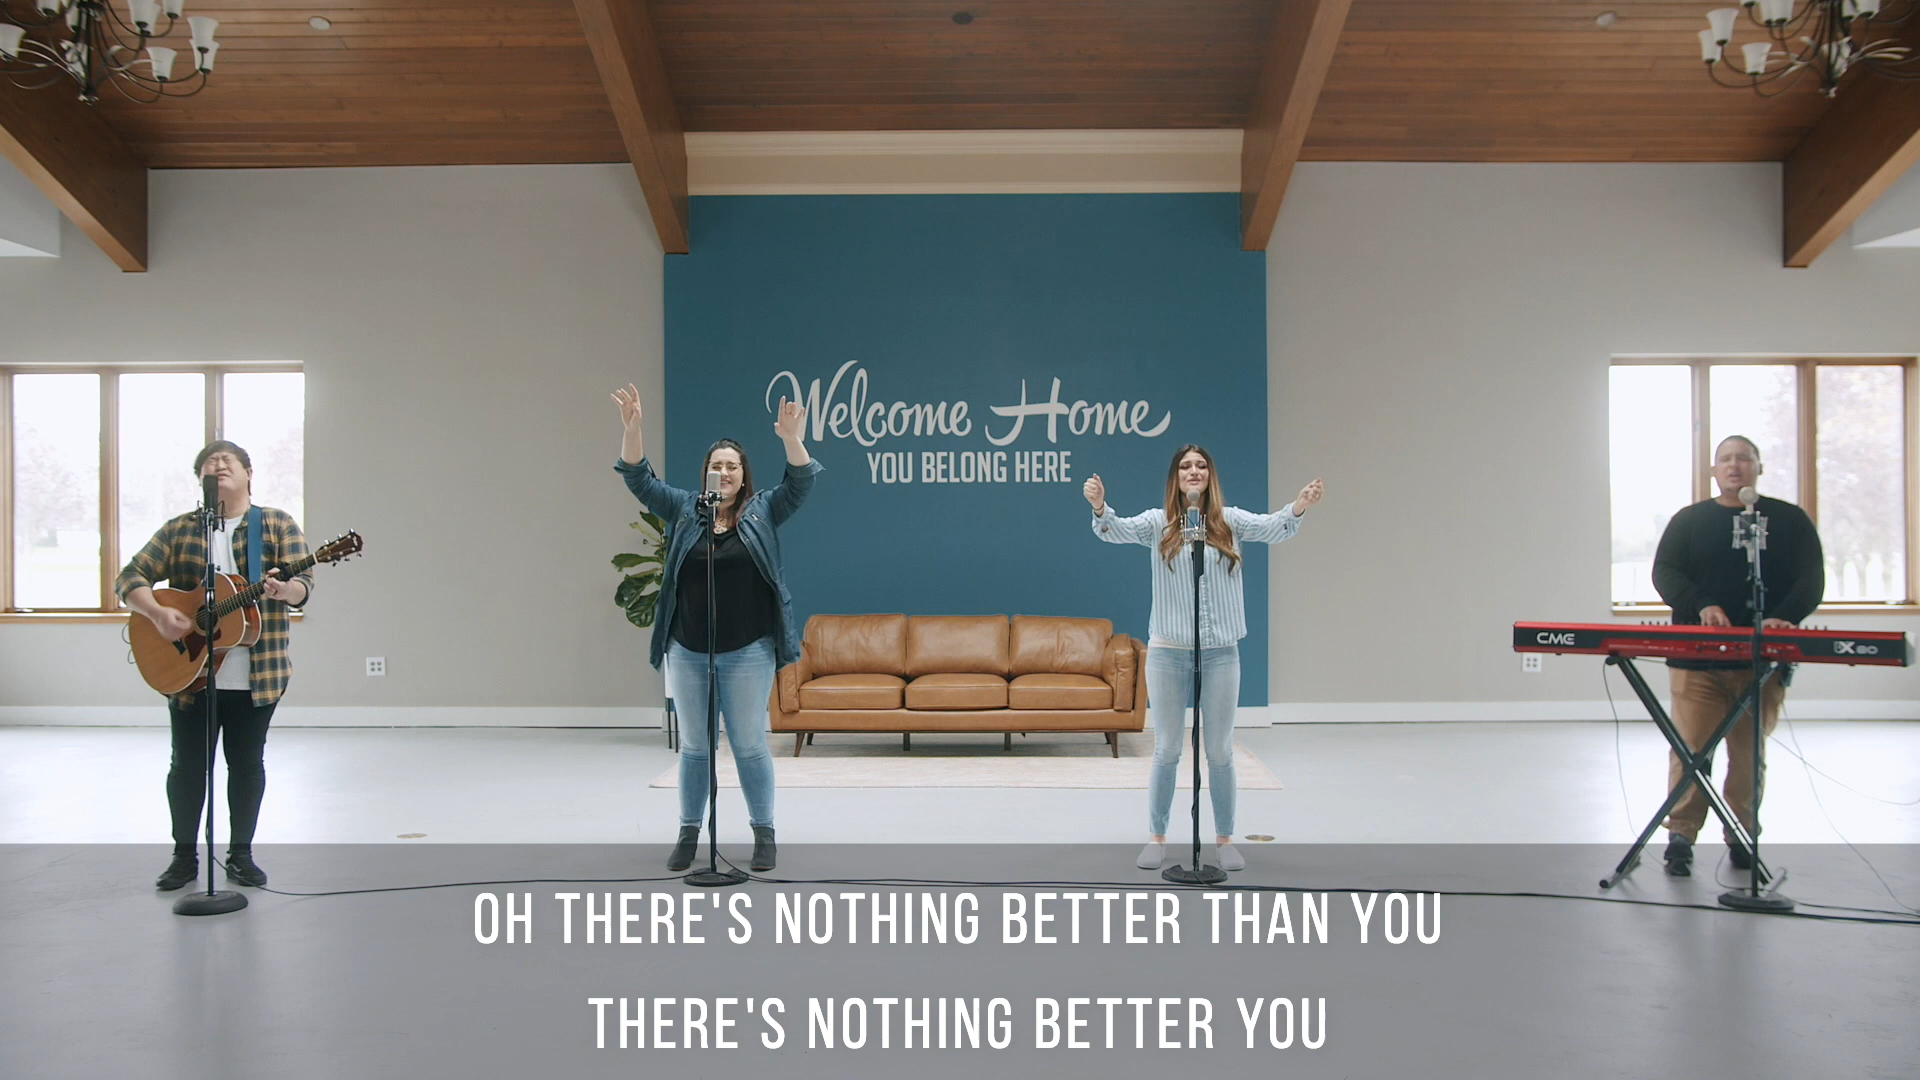 Welcome Home
YOU BELONG HERE
CME
OH THERE'S NOTHING BETTER THAN YOU
THERE'S NOTHING BETTER YOU